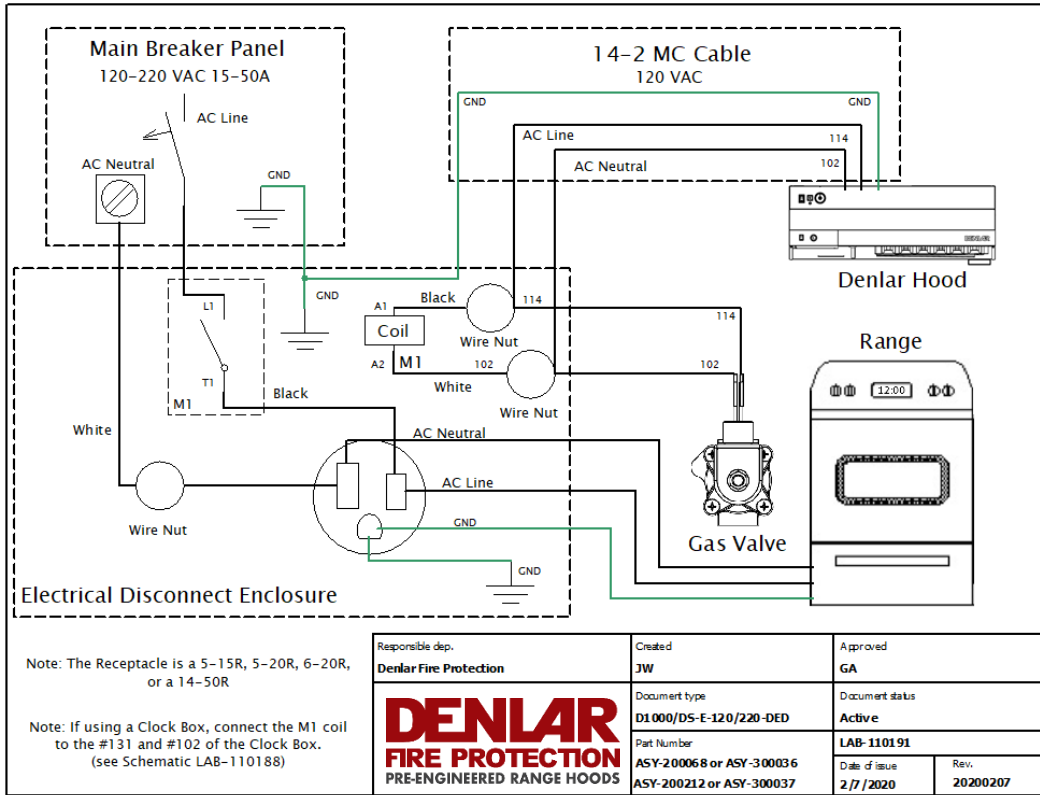 Main Breaker Panel
120-220 VAC 15-50A
AC Line
AC Neutral
GND
14-2 MC Cable
120 VAC
GND
GND
AC Line
114
AC Neutral
102
DENLAR
Denlar Hood
L1
T1
M1
GND
A1
Black
114
Coil
Wire Nut
A2
M1
102
White
Wire Nut
114
102
Gas Valve
Range
12:00
White
Black
Wire Nut
AC Neutral
AC Line
GND
GND
Electrical Disconnect Enclosure
Note: The Receptacle is a 5-15R, 5-20R, 6-20R,
or a 14-50R
Note: If using a Clock Box, connect the M1 coil
to the #131 and #102 of the Clock Box.
(see Schematic LAB-110188)
Responsible dep.
Denlar Fire Protection
Created
JW
Approved
GA
DENLAR
FIRE PROTECTION
PRE-ENGINEERED RANGE HOODS
Document type
D1000/DS-E-120/220-DED
Document status
Active
Part Number
ASY-200068 or ASY-300036
ASY-200212 or ASY-300037
LAB-110191
Date of issue
2/7/2020
Rev.
20200207